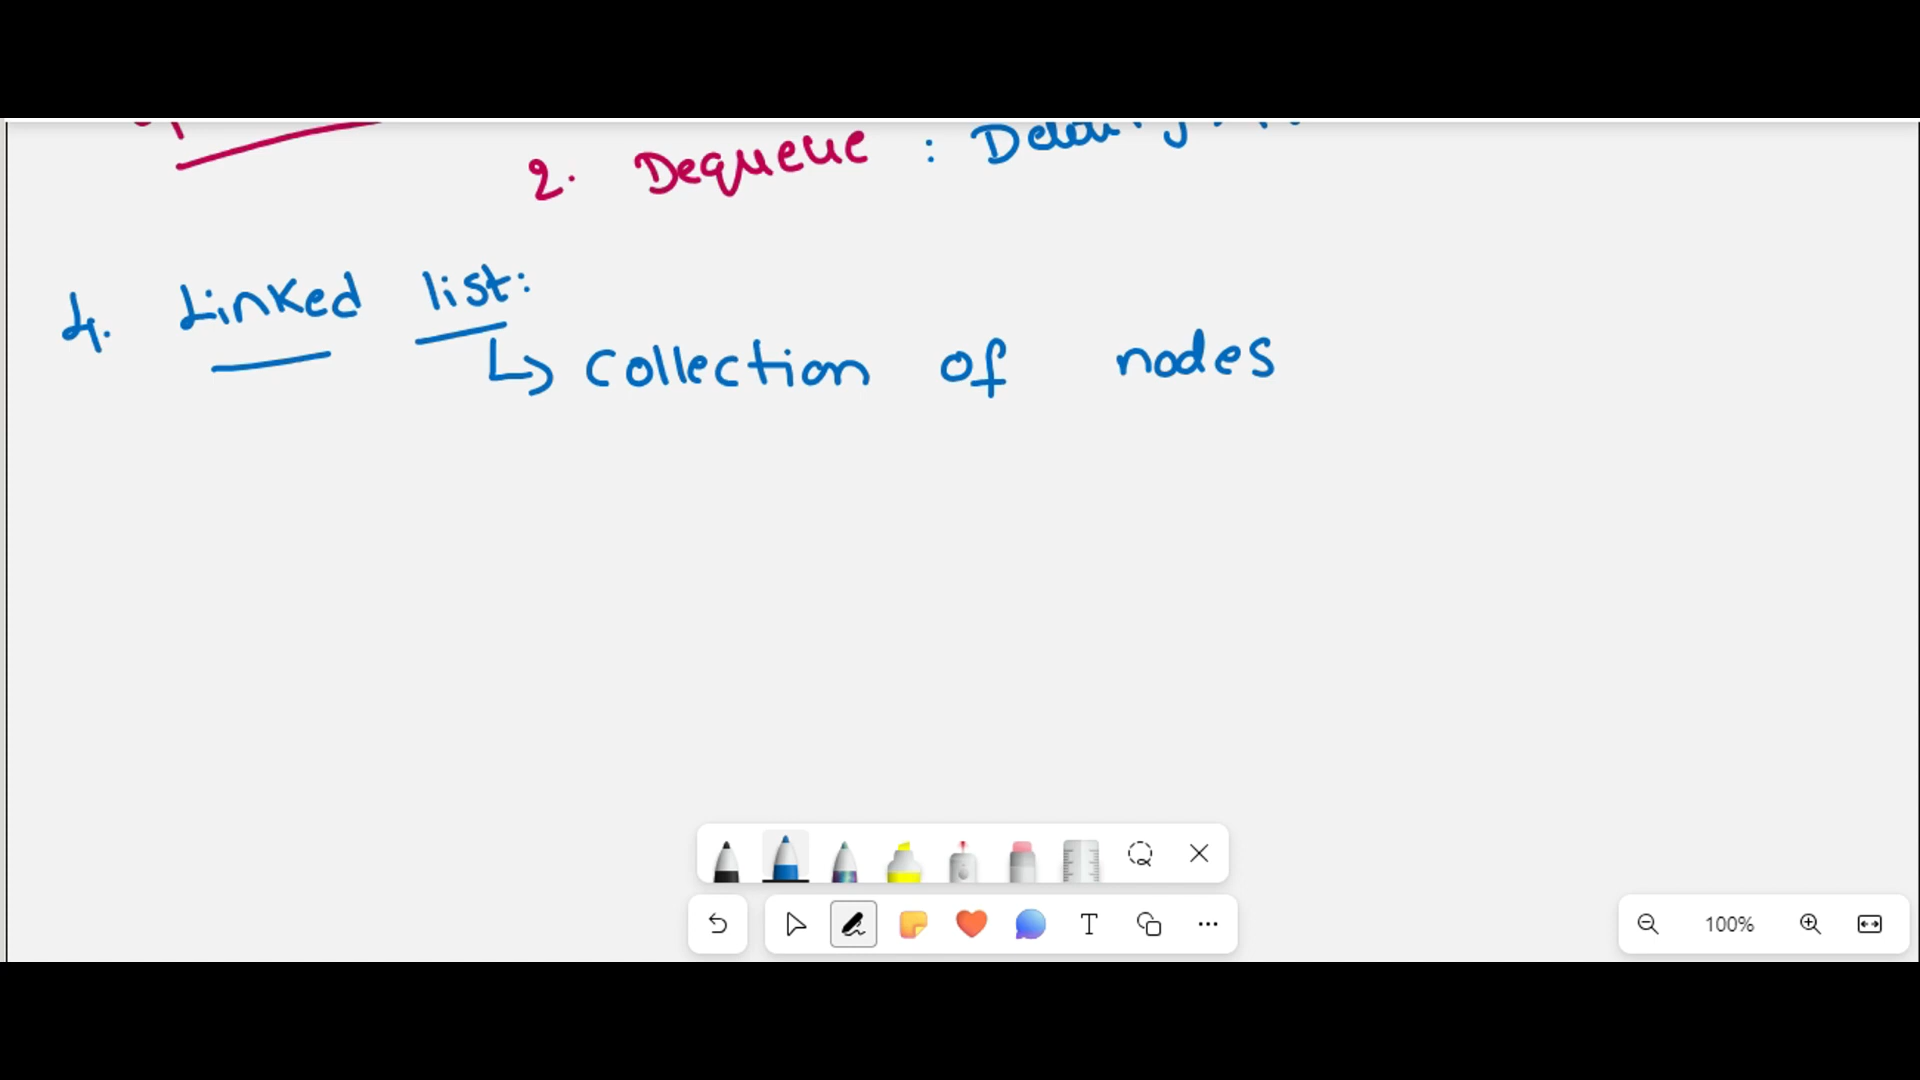 2. Dequeue :
4. Linked list:
↳ collection of nodes
T
100%